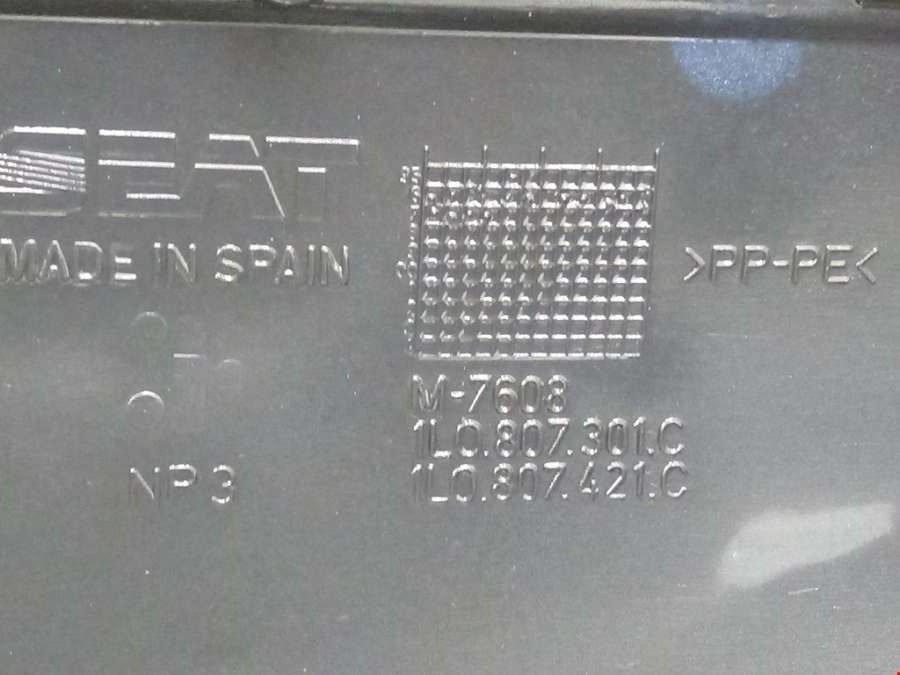 SEAT
MADE IN SPAIN
>PP-PE<
M-7608
1L0.807.301.C
1L0.807.421.C
NP 3